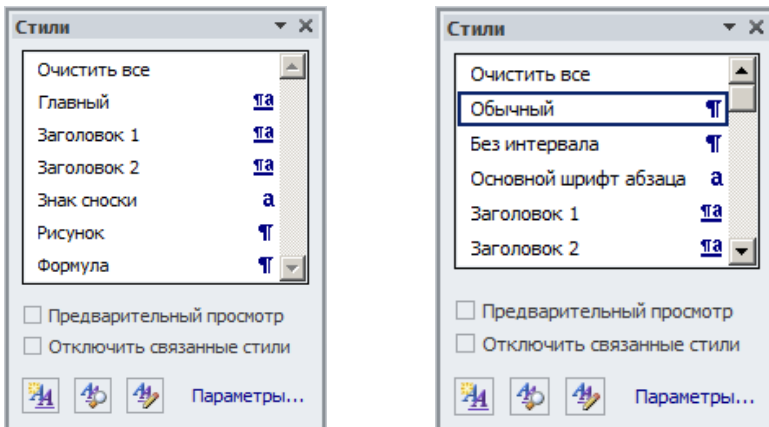 Стили
Очистить все
Главный ¶a
Заголовок 1 ¶a
Заголовок 2 ¶a
Знак сноски a
Рисунок ¶
Формула ¶
Предварительный просмотр
Отключить связанные стили
Параметры...
Стили
Очистить все
Обычный ¶
Без интервала ¶
Основной шрифт абзаца a
Заголовок 1 ¶a
Заголовок 2 ¶a
Предварительный просмотр
Отключить связанные стили
Параметры...